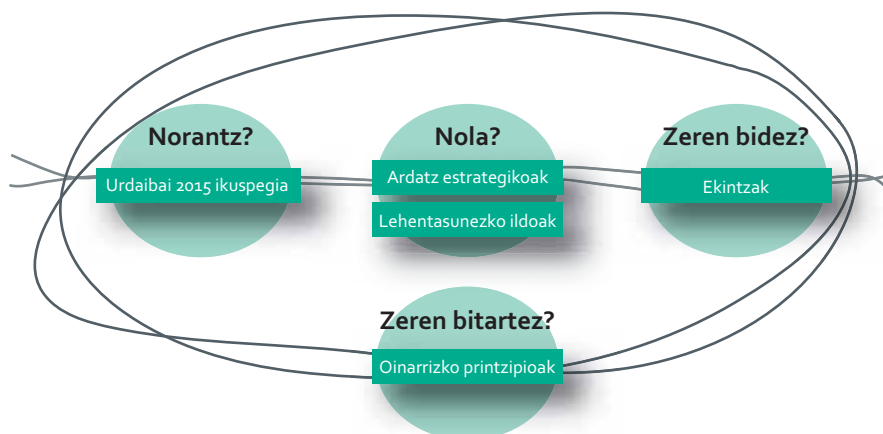 Norantz?
Urdaibai 2015 ikuspegia
Nola?
Ardatz estrategikoak
Lehentasunezko ildoak
Zeren bidez?
Ekintzak
Zeren bitartez?
Oinarrizko printzipioak